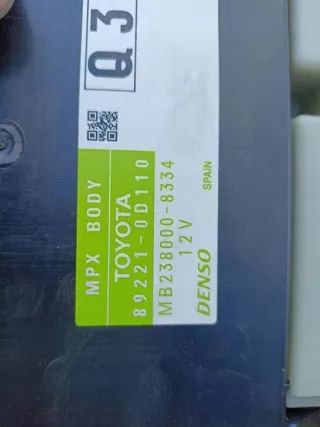 Q3
MPX BODY
TOYOTA
89221-0D110
MB238000-8334
12V
DENSO
SPAIN